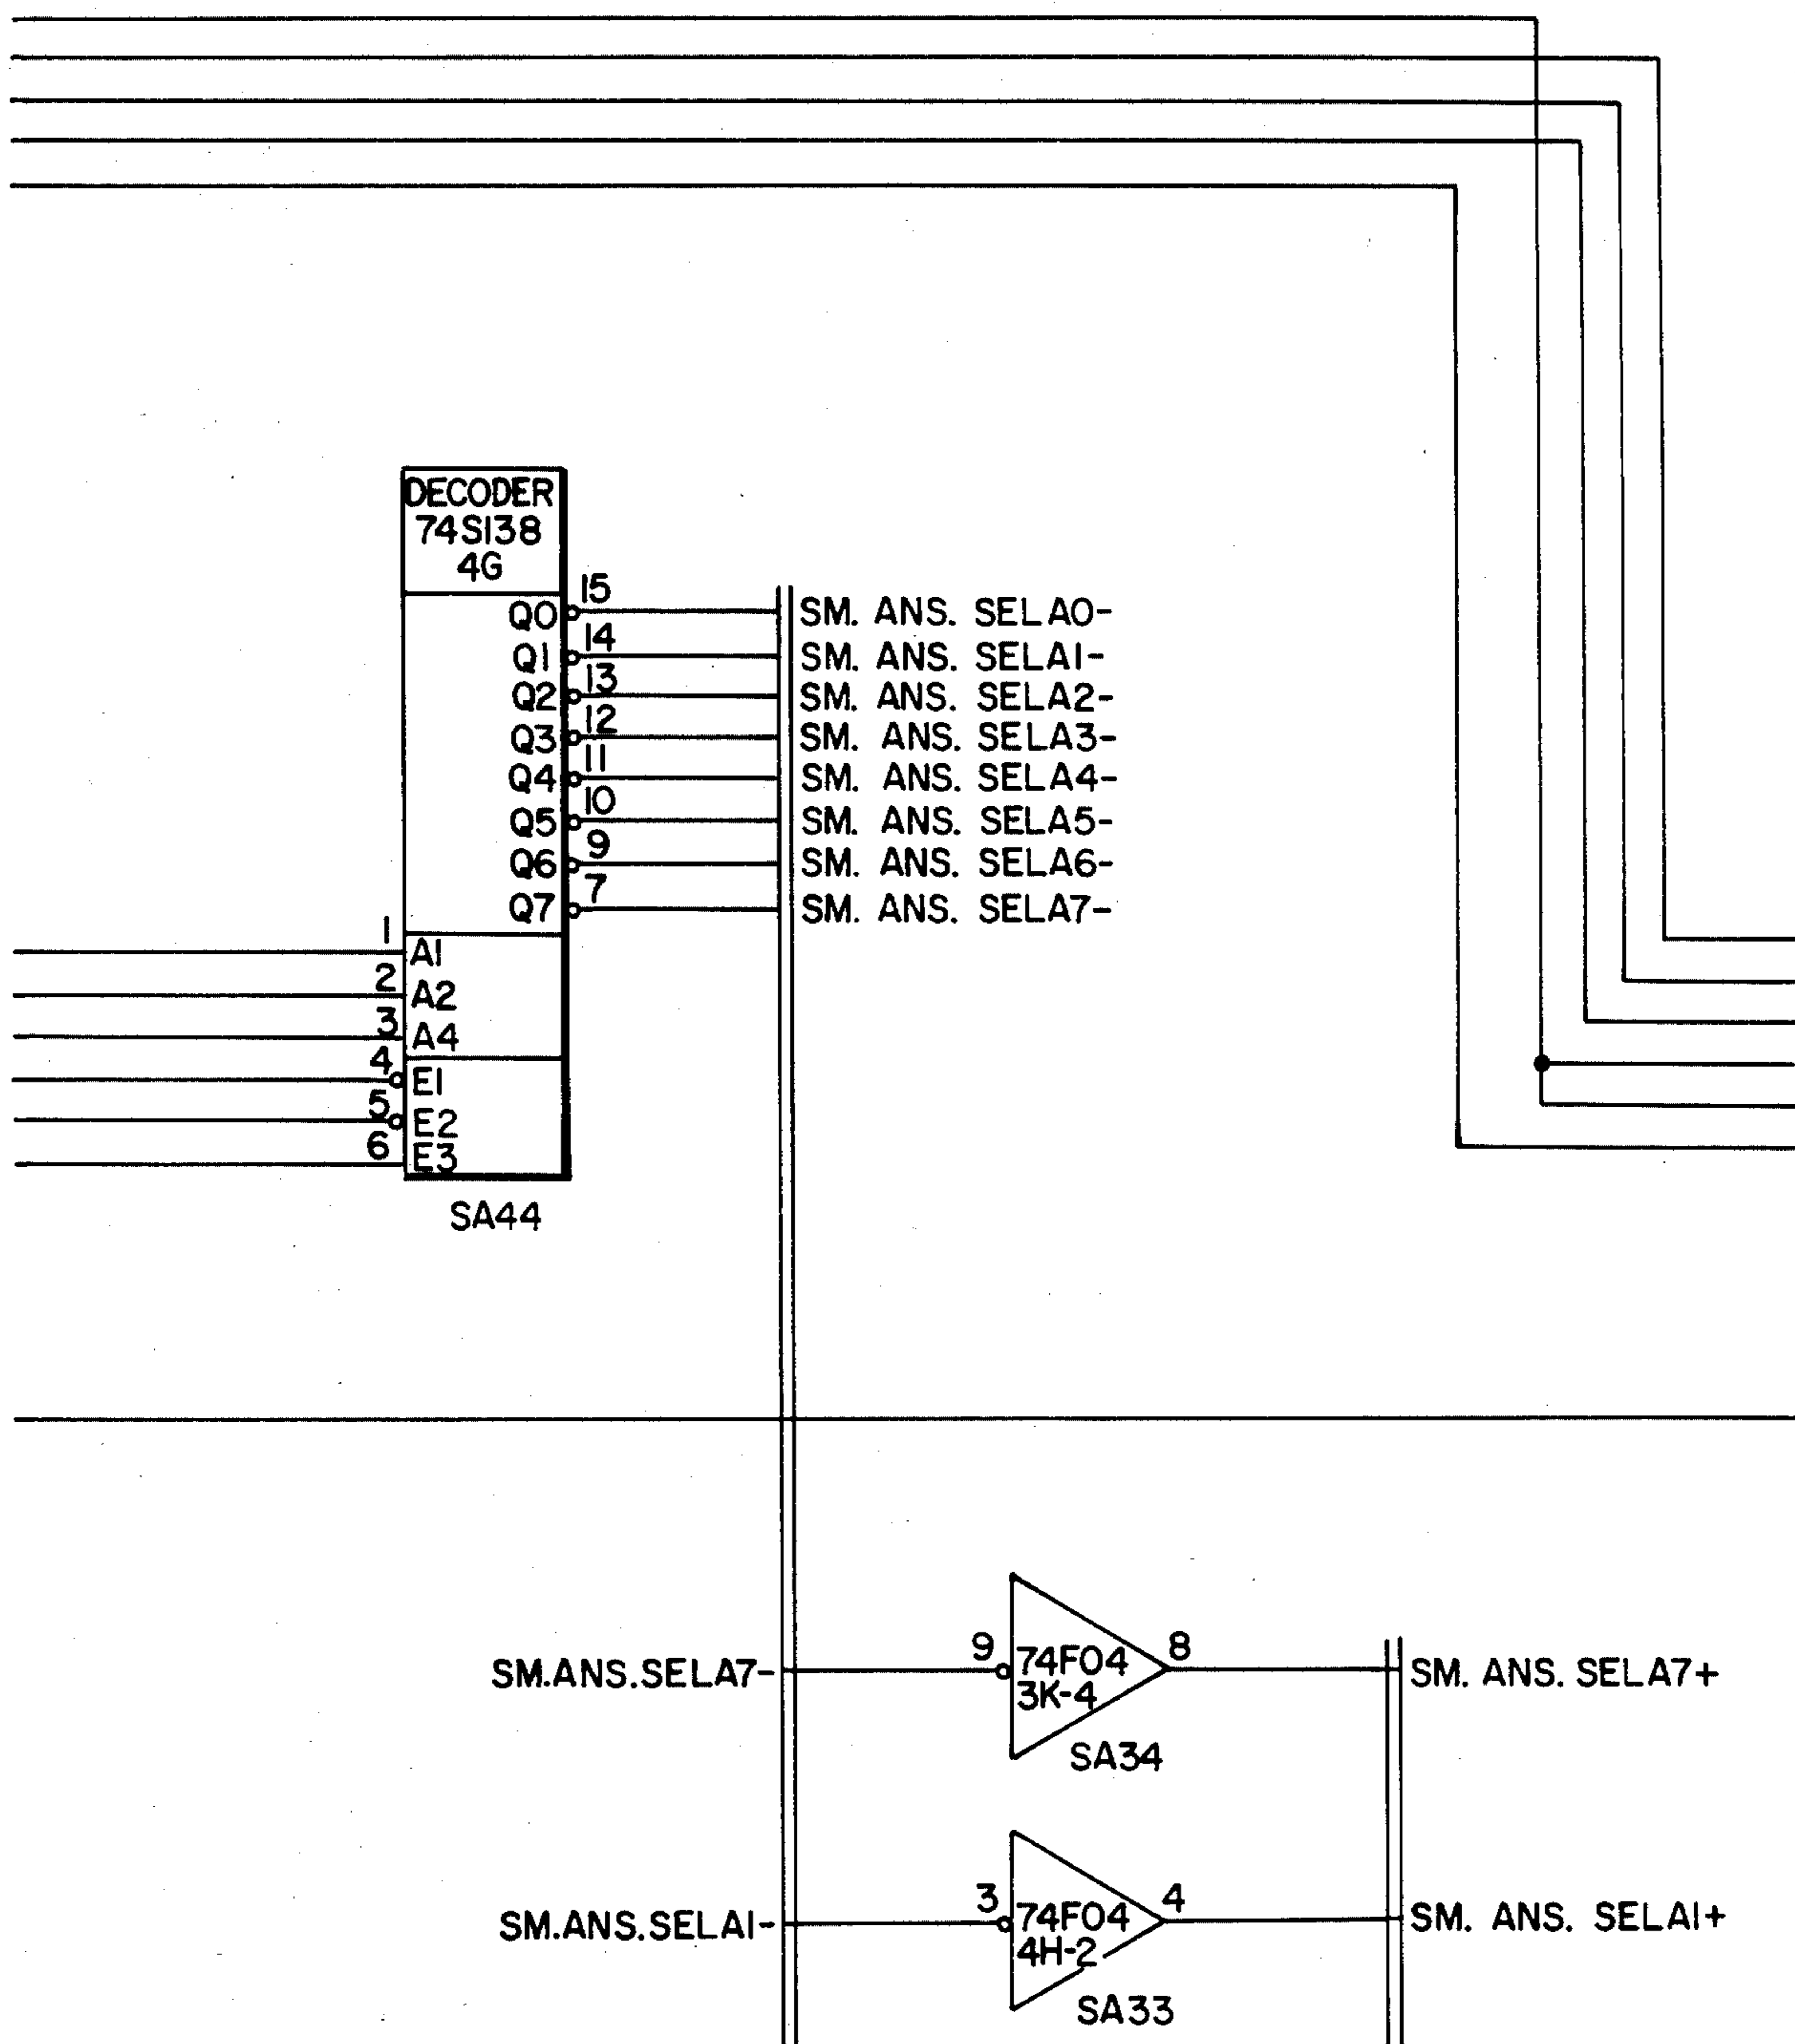 DECODER
74S138
4G
15
Q0 SM. ANS. SELA0-
14
Q1 SM. ANS. SELA1-
13
Q2 SM. ANS. SELA2-
12
Q3 SM. ANS. SELA3-
11
Q4 SM. ANS. SELA4-
10
Q5 SM. ANS. SELA5-
9
Q6 SM. ANS. SELA6-
7
Q7 SM. ANS. SELA7-
1
A1
2
A2
3
A4
4
E1
5
E2
6
E3
SA44
SM.ANS.SELA7- 9 74F04 8 SM. ANS. SELA7+
3K-4
SA34
SM.ANS.SELA1- 3 74F04 4 SM. ANS. SELA1+
4H-2
SA33